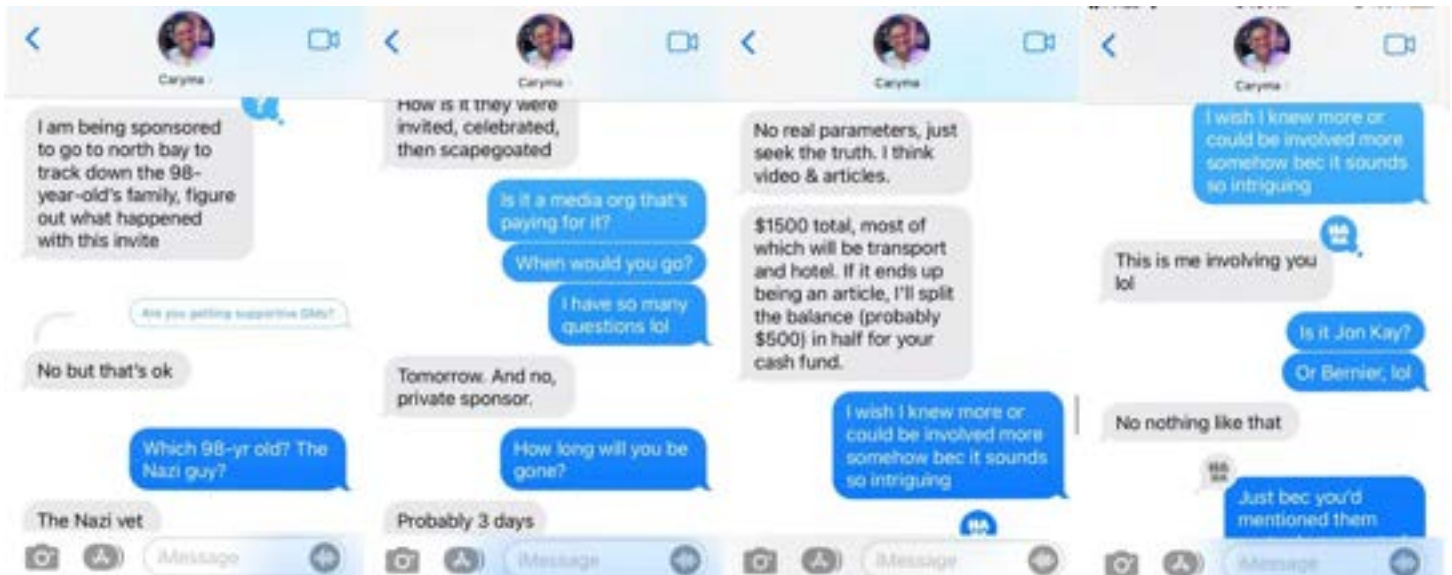 Caryma
I am being sponsored
to go to north bay to
track down the 98-
year-old's family, figure
out what happened
with this invite
Are you getting supportive DMs?
No but that's ok
Which 98-yr old? The
Nazi guy?
The Nazi vet
iMessage
Caryma
How is it they were
invited, celebrated,
then scapegoated
Is it a media org that's
paying for it?
When would you go?
I have so many
questions lol
Tomorrow. And no,
private sponsor.
How long will you be
gone?
Probably 3 days
iMessage
Caryma
No real parameters, just
seek the truth. I think
video & articles.
$1500 total, most of
which will be transport
and hotel. If it ends up
being an article, I'll split
the balance (probably
$500) in half for your
cash fund.
I wish I knew more or
could be involved more
somehow bec it sounds
so intriguing
HA
HA
iMessage
Caryma
I wish I knew more or
could be involved more
somehow bec it sounds
so intriguing
HA
HA
This is me involving you
lol
Is it Jon Kay?
Or Bernier, lol
No nothing like that
HA
HA
Just bec you'd
mentioned them
iMessage